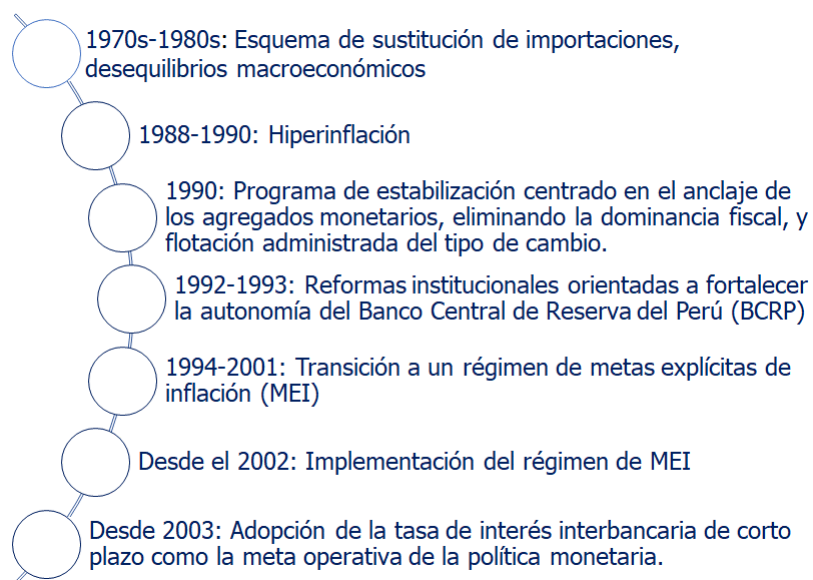 1970s-1980s: Esquema de sustitución de importaciones,
desequilibrios macroeconómicos
1988-1990: Hiperinflación
1990: Programa de estabilización centrado en el anclaje de
los agregados monetarios, eliminando la dominancia fiscal, y
flotación administrada del tipo de cambio.
1992-1993: Reformas institucionales orientadas a fortalecer
la autonomía del Banco Central de Reserva del Perú (BCRP)
1994-2001: Transición a un régimen de metas explícitas de
inflación (MEI)
Desde el 2002: Implementación del régimen de MEI
Desde 2003: Adopción de la tasa de interés interbancaria de corto
plazo como la meta operativa de la política monetaria.